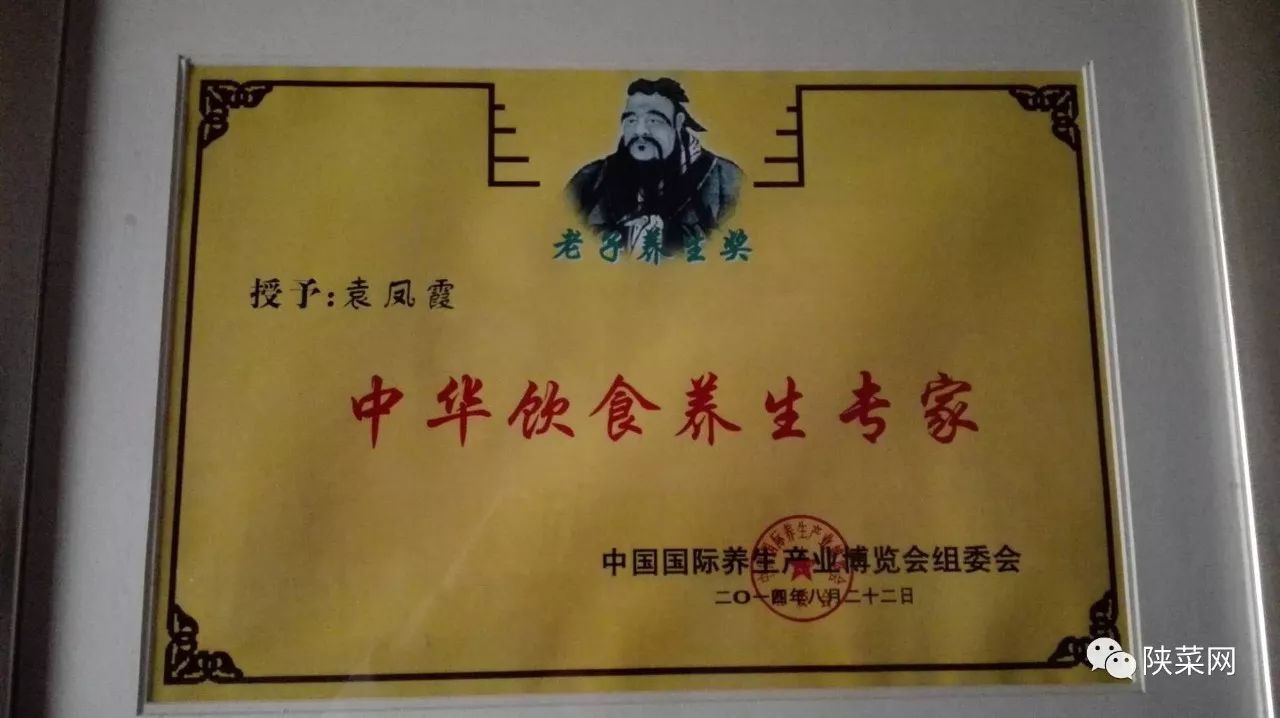 老子养生奖
授予:袁凤霞
中华饮食养生专家
中国国际养生产业博览会组委会
二〇一四年八月二十二日
陕菜网